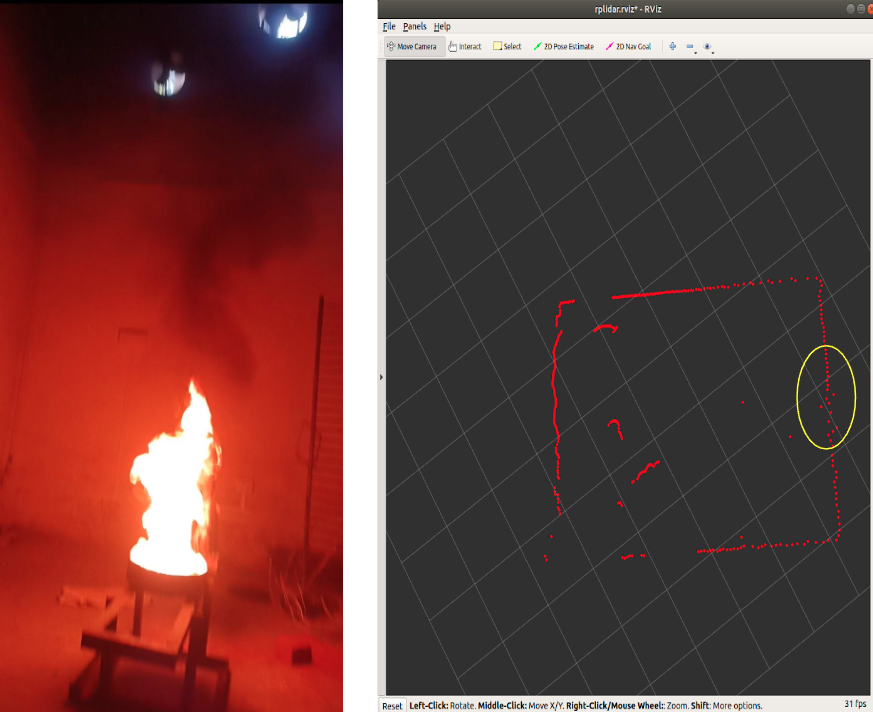 rplidar.rviz* - RViz
File Panels Help
Move Camera Interact Select 2D Pose Estimate 2D Nav Goal
Reset Left-Click: Rotate. Middle-Click: Move X/Y. Right-Click/Mouse Wheel:: Zoom. Shift: More options. 31 fps